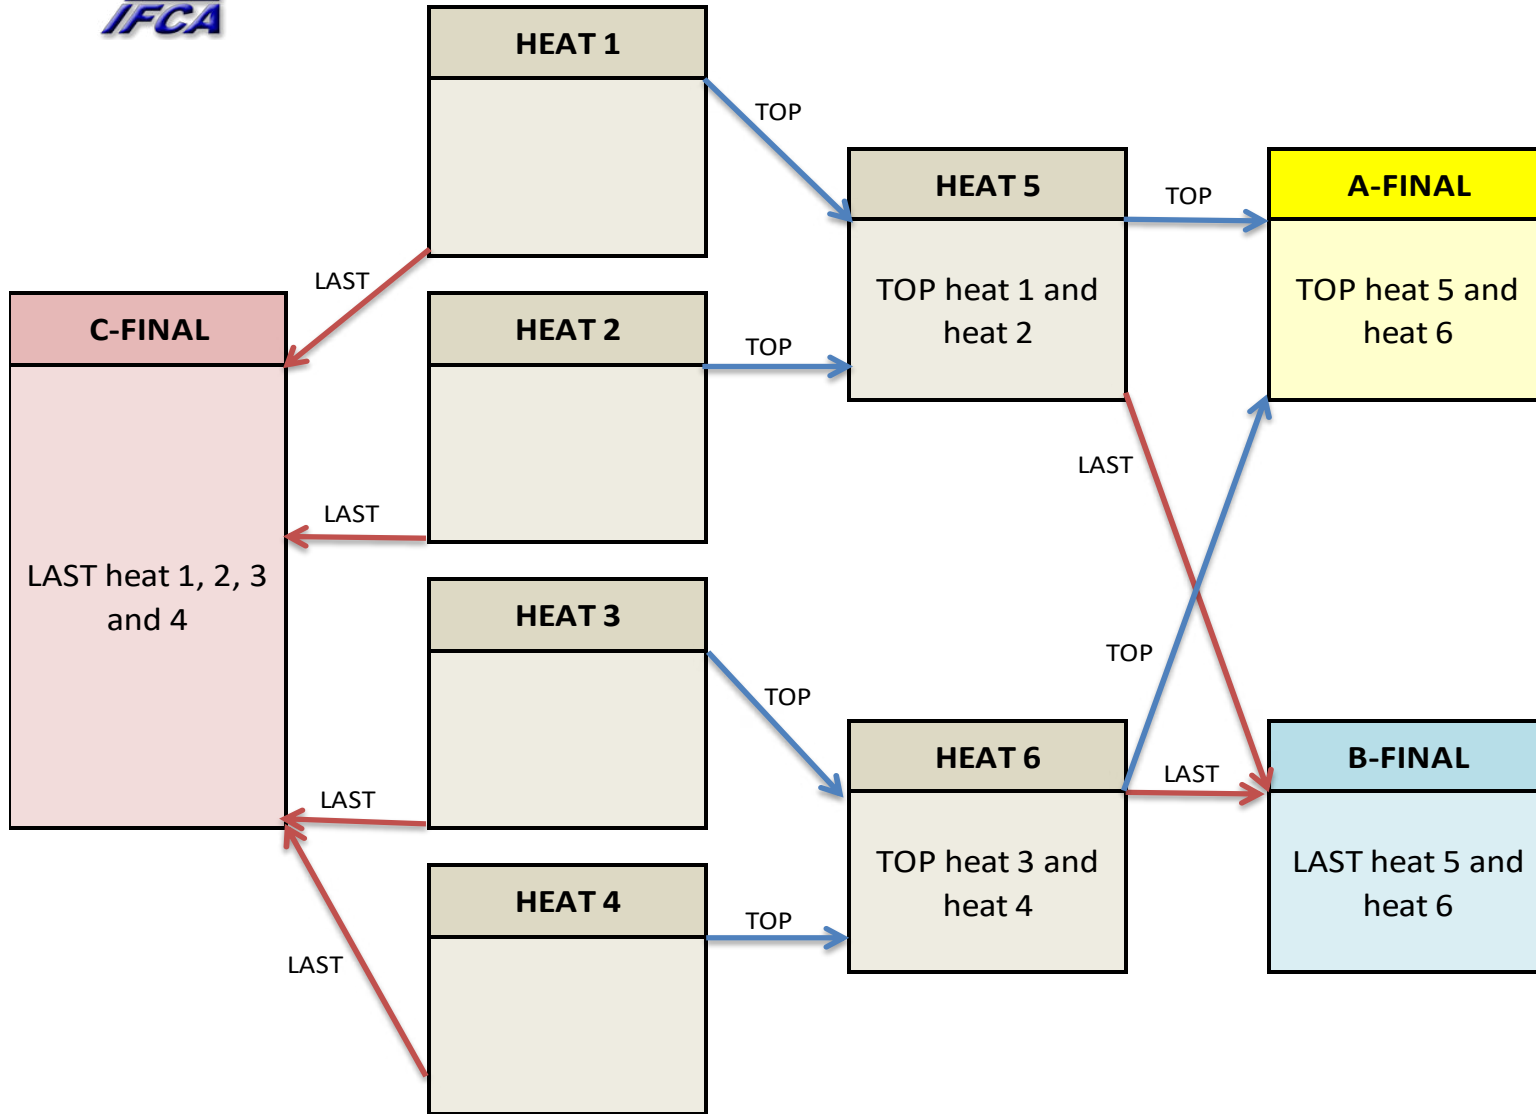 IFCA
HEAT 1
TOP
HEAT 5
TOP heat 1 and
heat 2
TOP
A-FINAL
TOP heat 5 and
heat 6
LAST
C-FINAL
LAST heat 1, 2, 3
and 4
HEAT 2
TOP
LAST
LAST
HEAT 3
TOP
TOP
LAST
HEAT 6
TOP heat 3 and
heat 4
LAST
B-FINAL
LAST heat 5 and
heat 6
HEAT 4
TOP
LAST